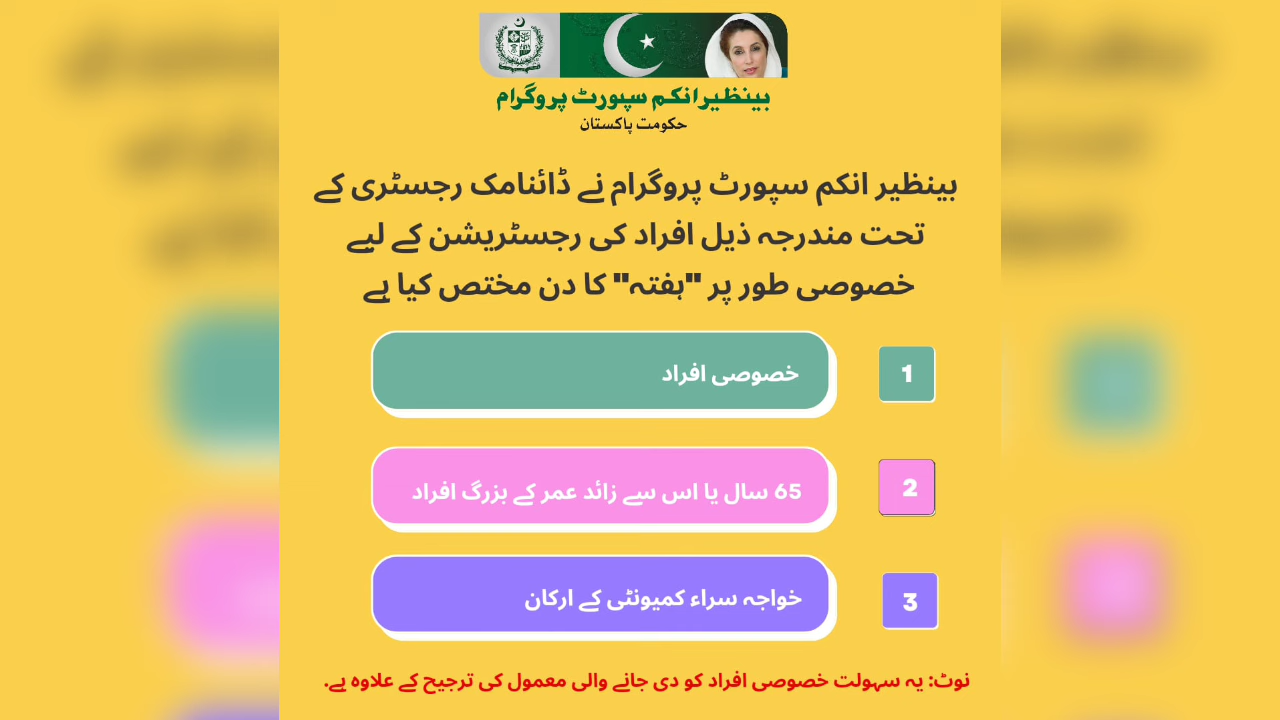 بینظیر انکم سپورٹ پروگرام
حکومت پاکستان
بینظیر انکم سپورٹ پروگرام نے ڈائنامک رجسٹری کے
تحت مندرجہ ذیل افراد کی رجسٹریشن کے لیے
خصوصی طور پر "ہفتہ" کا دن مختص کیا ہے
1
خصوصی افراد
2
65 سال یا اس سے زائد عمر کے بزرگ افراد
3
خواجہ سراء کمیونٹی کے ارکان
نوٹ: یہ سہولت خصوصی افراد کو دی جانے والی معمول کی ترجیح کے علاوہ ہے.